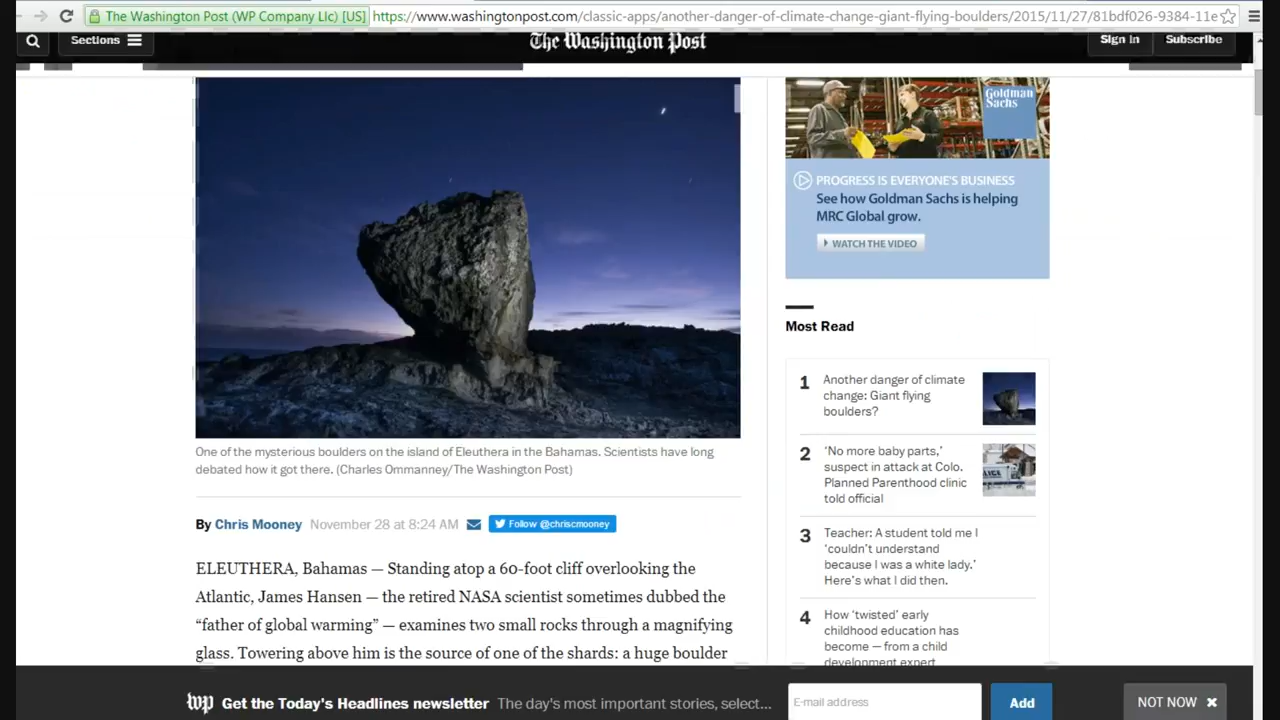 The Washington Post (WP Company Llc) [US]
https://www.washingtonpost.com/classic-apps/another-danger-of-climate-change-giant-flying-boulders/2015/11/27/81bdf026-9384-11e
Sections
The Washington Post
Sign In
Subscribe
Goldman
Sachs
PROGRESS IS EVERYONE'S BUSINESS
See how Goldman Sachs is helping
MRC Global grow.
WATCH THE VIDEO
Most Read
1
Another danger of climate
change: Giant flying
boulders?
2
‘No more baby parts,’
suspect in attack at Colo.
Planned Parenthood clinic
told official
3
Teacher: A student told me I
‘couldn’t understand
because I was a white lady.’
Here’s what I did then.
4
How ‘twisted’ early
childhood education has
become — from a child
development expert
One of the mysterious boulders on the island of Eleuthera in the Bahamas. Scientists have long
debated how it got there. (Charles Ommanney/The Washington Post)
By Chris Mooney November 28 at 8:24 AM
Follow @chriscmooney
ELEUTHERA, Bahamas — Standing atop a 60-foot cliff overlooking the
Atlantic, James Hansen — the retired NASA scientist sometimes dubbed the
“father of global warming” — examines two small rocks through a magnifying
glass. Towering above him is the source of one of the shards: a huge boulder
wp Get the Today's Headlines newsletter The day's most important stories, select...
E-mail address
Add
NOT NOW ×